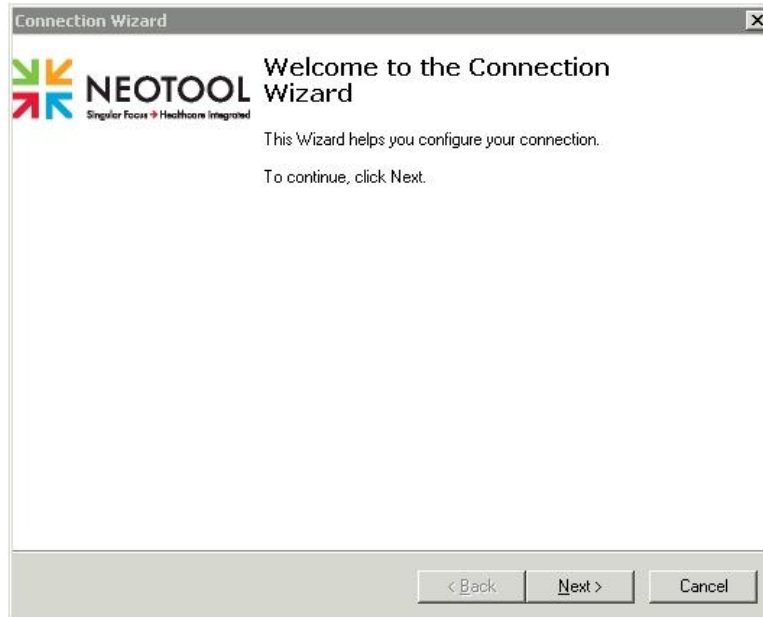 Connection Wizard
NEOTOOL
Singular Focus → Healthcare Integrated
Welcome to the Connection
Wizard
This Wizard helps you configure your connection.
To continue, click Next.
< Back
Next >
Cancel